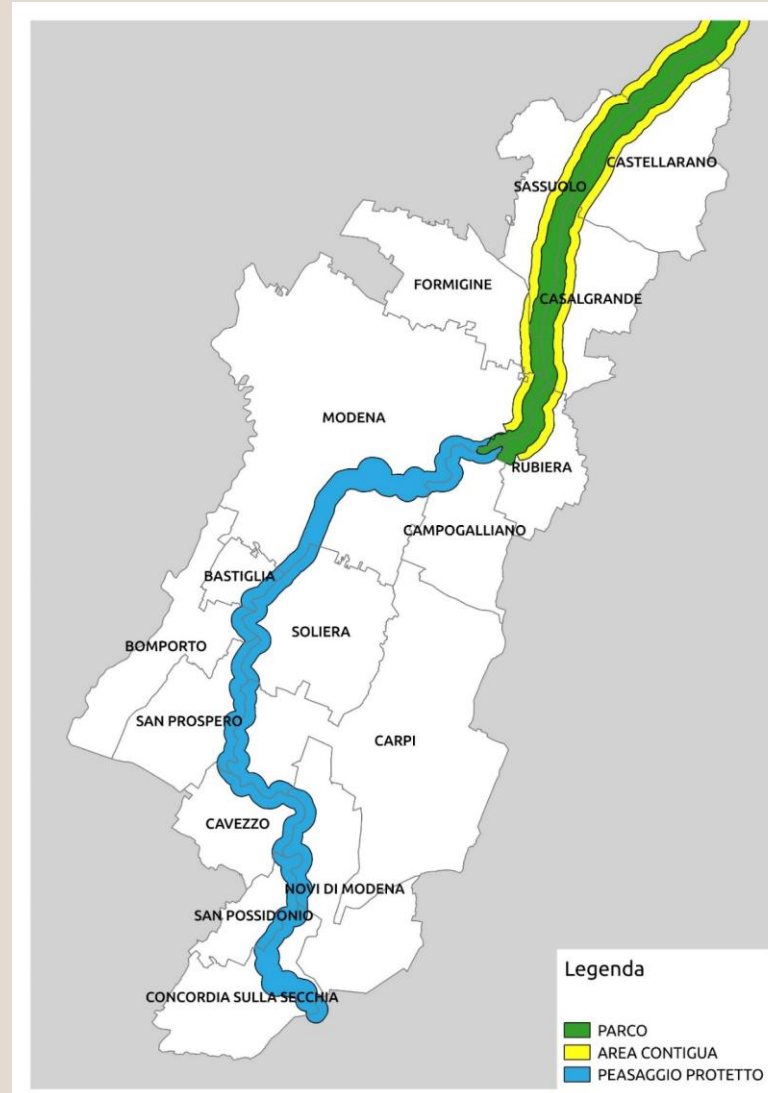 CASTELLARANO
SASSUOLO
FORMIGINE
CASALGRANDE
MODENA
RUBIERA
CAMPOGALLIANO
BASTIGLIA
SOLIERA
BOMPORTO
SAN PROSPERO
CARPI
CAVEZZO
NOVI DI MODENA
SAN POSSIDONIO
CONCORDIA SULLA SECCHIA
Legenda
PARCO
AREA CONTIGUA
PEASAGGIO PROTETTO